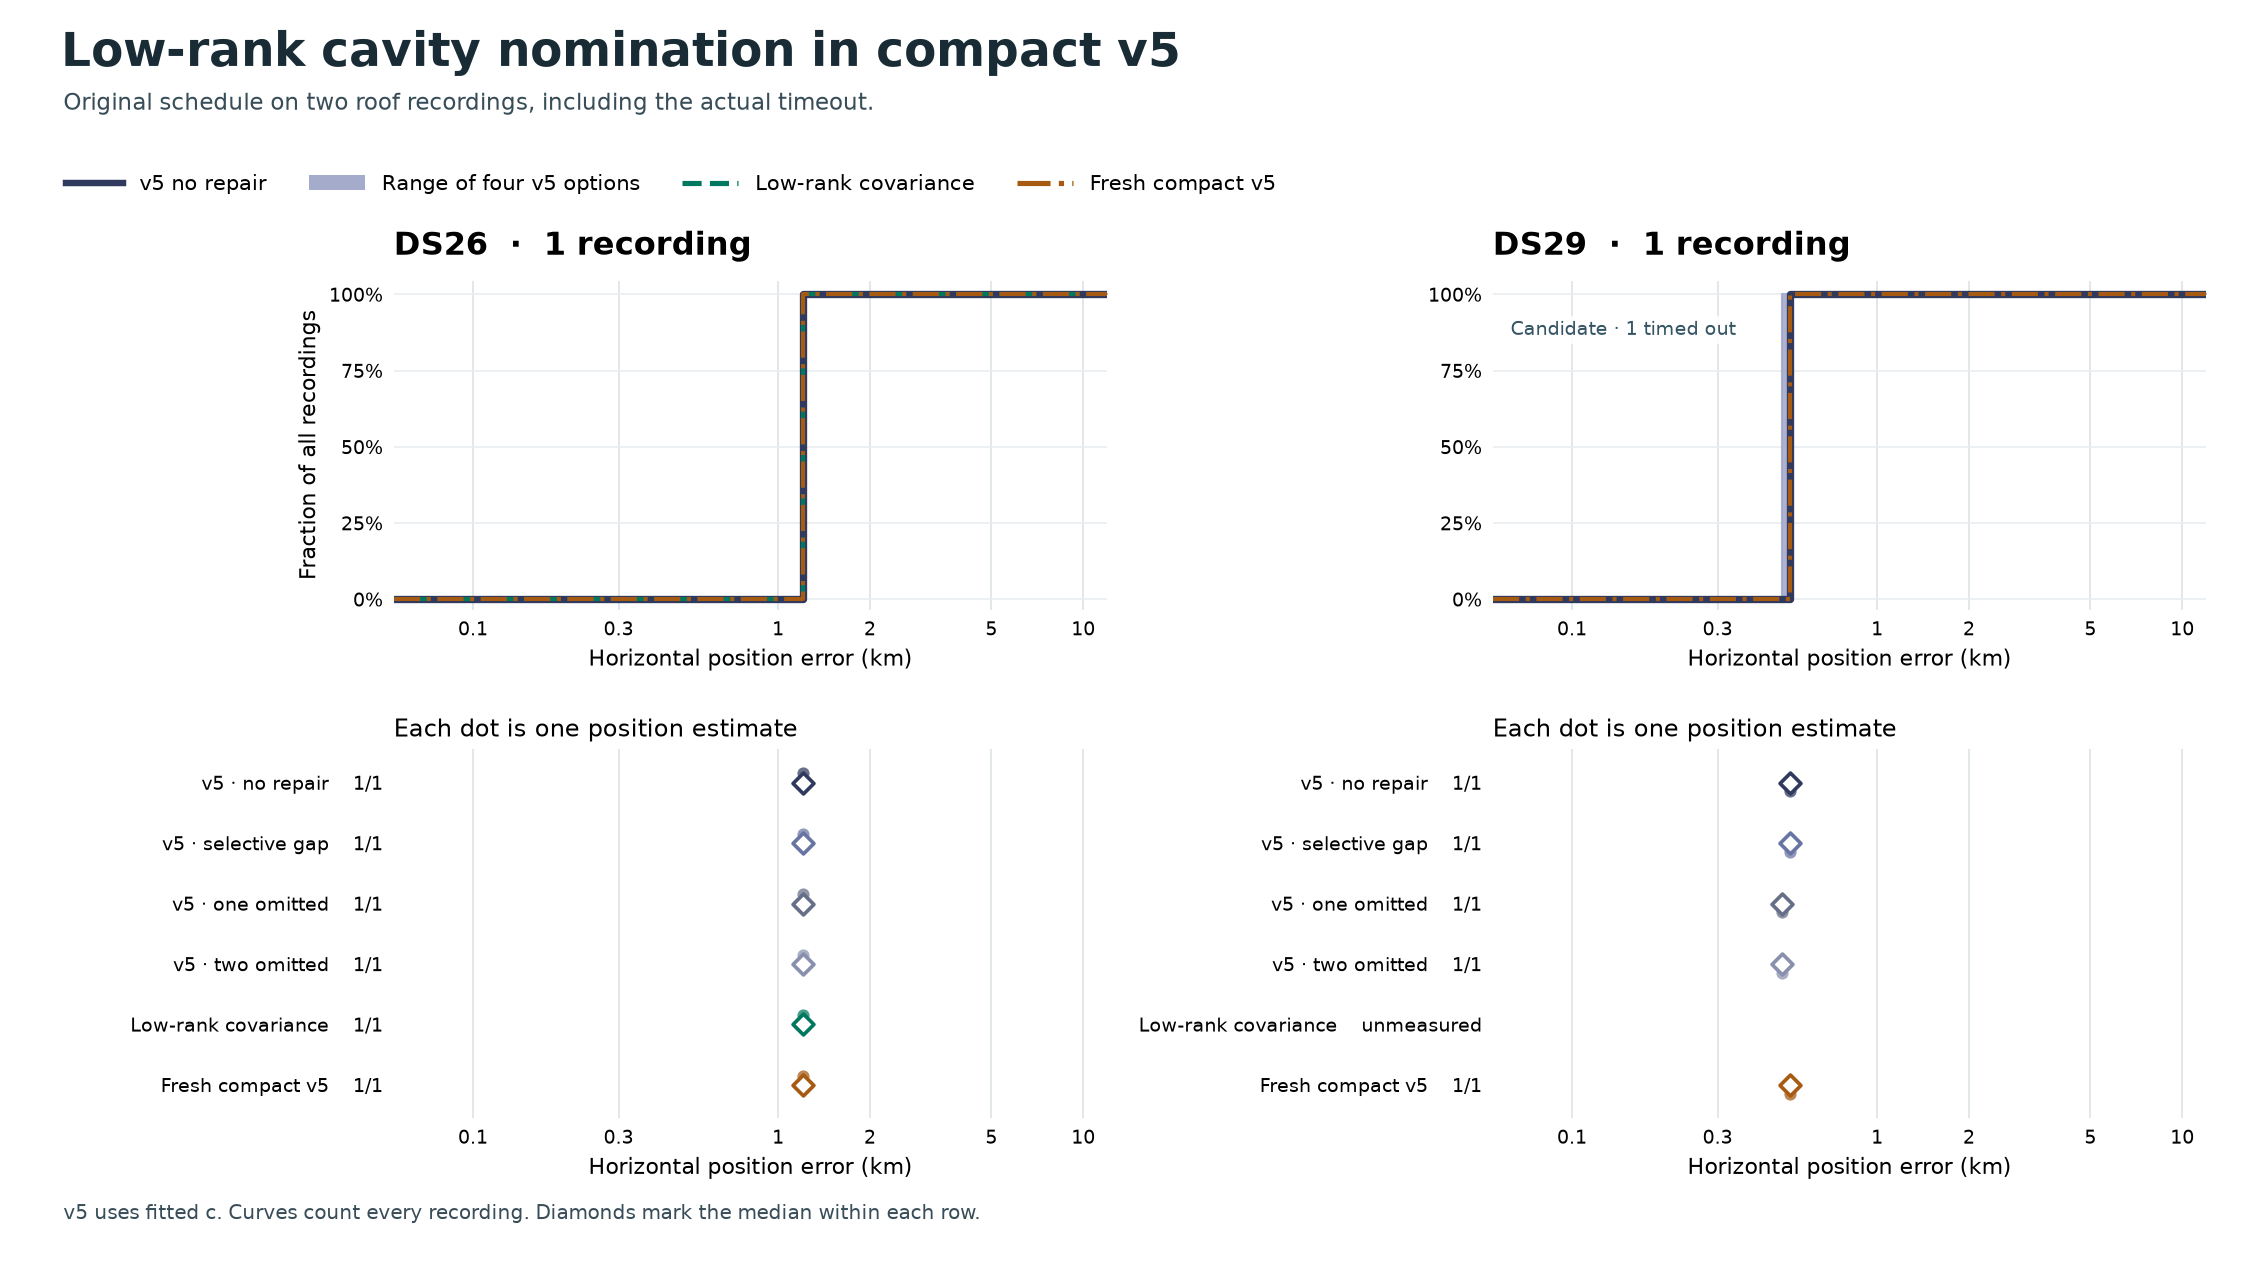 Low-rank cavity nomination in compact v5
Original schedule on two roof recordings, including the actual timeout.
v5 no repair
Range of four v5 options
Low-rank covariance
Fresh compact v5
DS26 · 1 recording
Fraction of all recordings
100%
75%
50%
25%
0%
0.1 0.3 1 2 5 10
Horizontal position error (km)
DS29 · 1 recording
Candidate · 1 timed out
100%
75%
50%
25%
0%
0.1 0.3 1 2 5 10
Horizontal position error (km)
Each dot is one position estimate
v5 · no repair 1/1
v5 · selective gap 1/1
v5 · one omitted 1/1
v5 · two omitted 1/1
Low-rank covariance 1/1
Fresh compact v5 1/1
0.1 0.3 1 2 5 10
Horizontal position error (km)
Each dot is one position estimate
v5 · no repair 1/1
v5 · selective gap 1/1
v5 · one omitted 1/1
v5 · two omitted 1/1
Low-rank covariance unmeasured
Fresh compact v5 1/1
0.1 0.3 1 2 5 10
Horizontal position error (km)
v5 uses fitted c. Curves count every recording. Diamonds mark the median within each row.